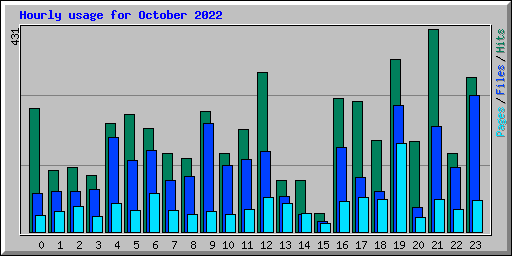 Hourly usage for October 2022
431
Pages/Files/Hits
0 1 2 3 4 5 6 7 8 9 10 11 12 13 14 15 16 17 18 19 20 21 22 23